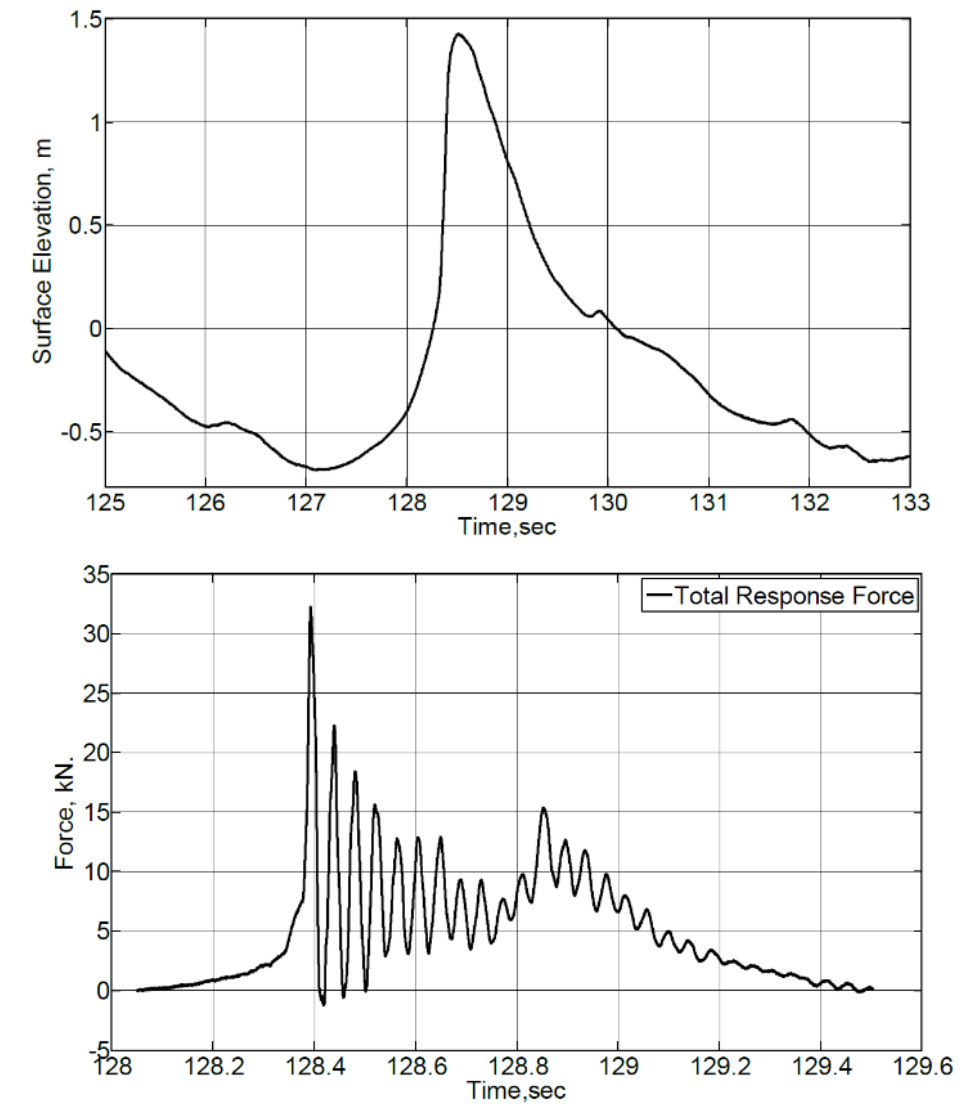 1.5
1
0.5
0
-0.5
Surface Elevation, m
125 126 127 128 129 130 131 132 133
Time,sec
35
30
25
20
15
10
5
0
-5
Force, kN.
Total Response Force
128 128.2 128.4 128.6 128.8 129 129.2 129.4 129.6
Time,sec